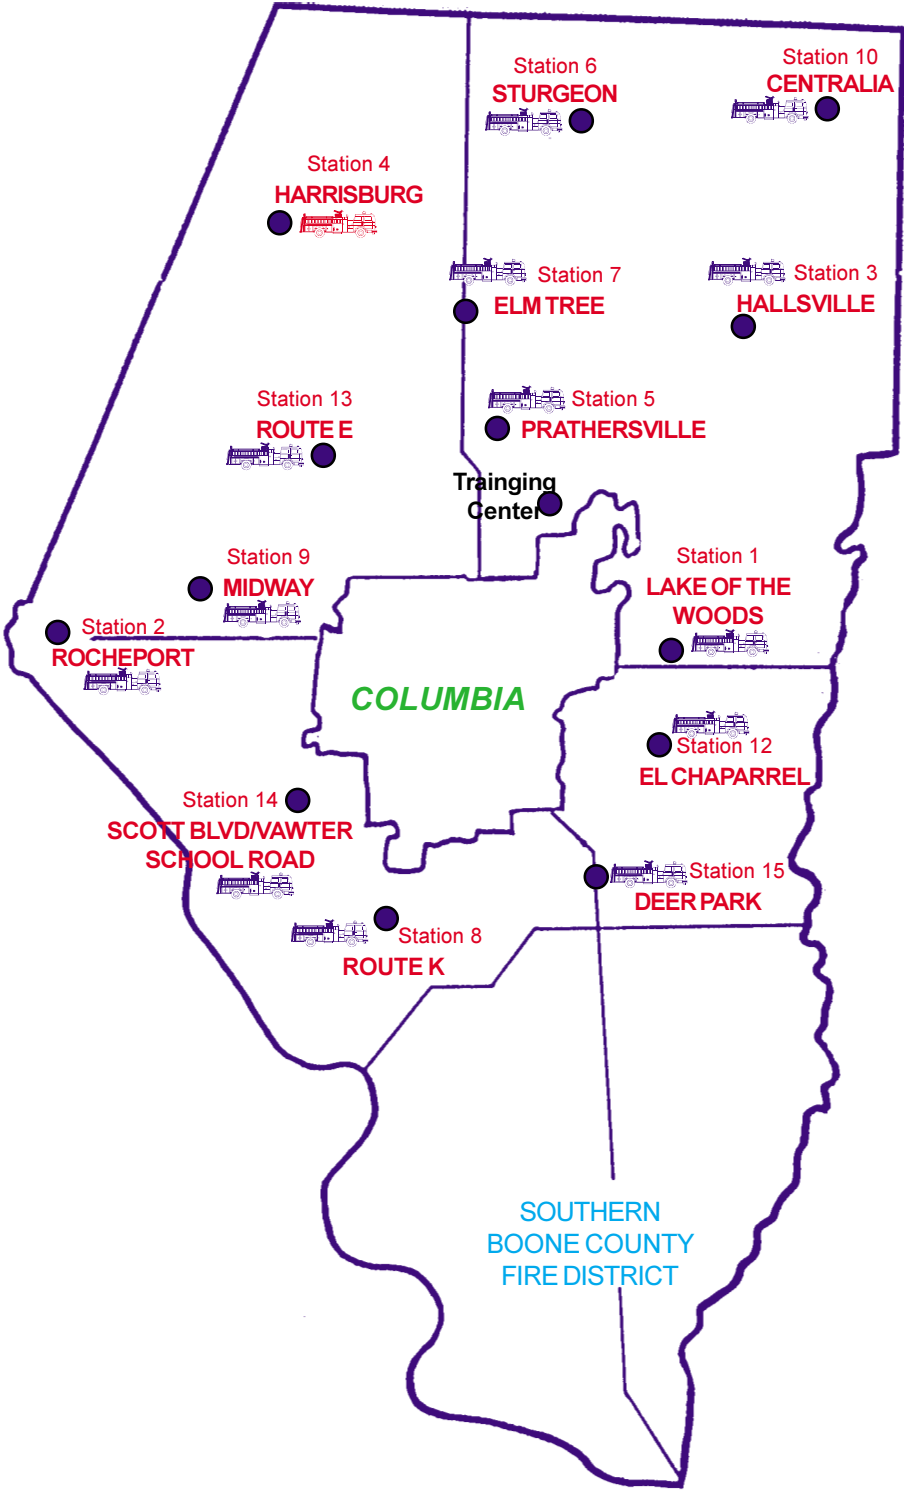 Station 6
STURGEON
Station 10
CENTRALIA
Station 4
HARRISBURG
Station 7
ELM TREE
Station 3
HALLSVILLE
Station 13
ROUTE E
Station 5
PRATHERSVILLE
Trainging
Center
Station 9
MIDWAY
Station 1
LAKE OF THE
WOODS
Station 2
ROCHEPORT
COLUMBIA
Station 12
EL CHAPARREL
Station 14
SCOTT BLVD/VAWTER
SCHOOL ROAD
Station 15
DEER PARK
Station 8
ROUTE K
SOUTHERN
BOONE COUNTY
FIRE DISTRICT